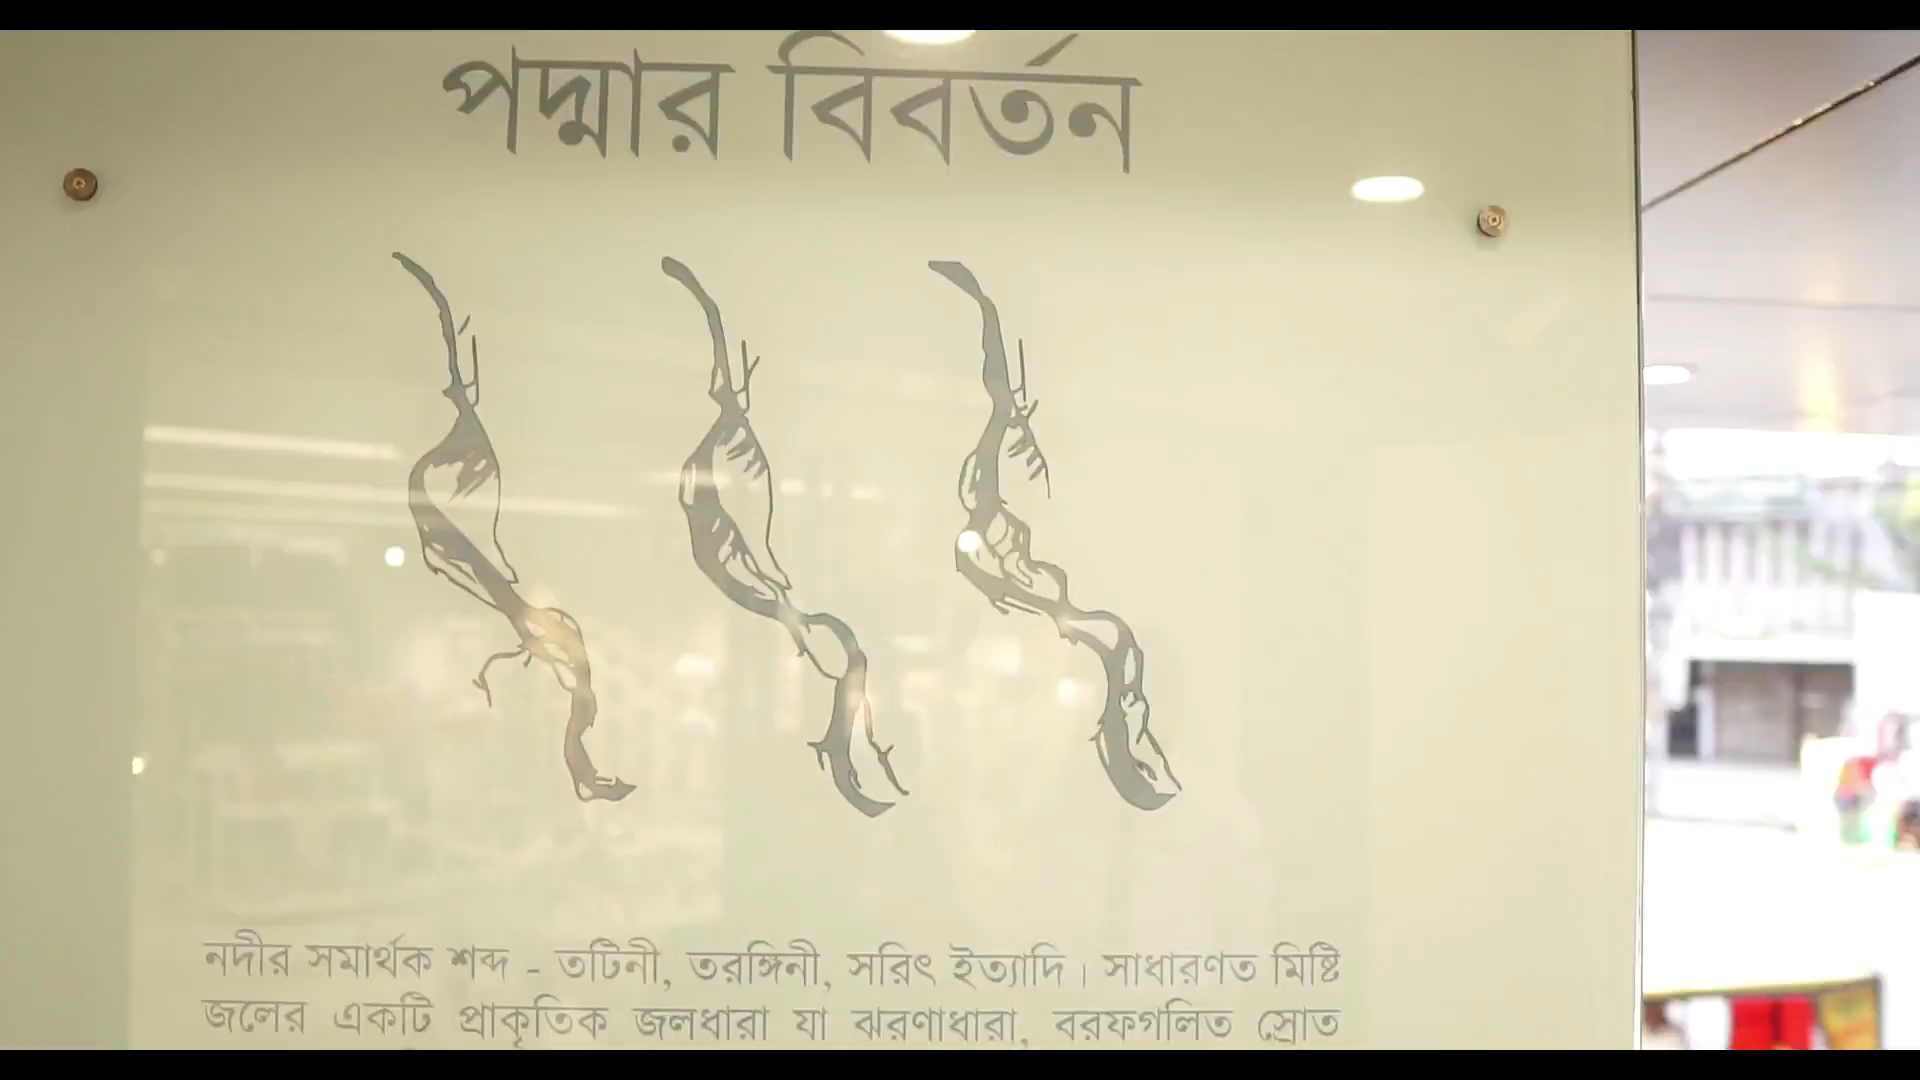 পদ্মার বিবর্তন
নদীর সমার্থক শব্দ - তটিনী, তরঙ্গিনী, সরিৎ ইত্যাদি। সাধারণত মিষ্টি
জলের একটি প্রাকৃতিক জলধারা যা ঝরণাধারা, বরফগলিত স্রোত